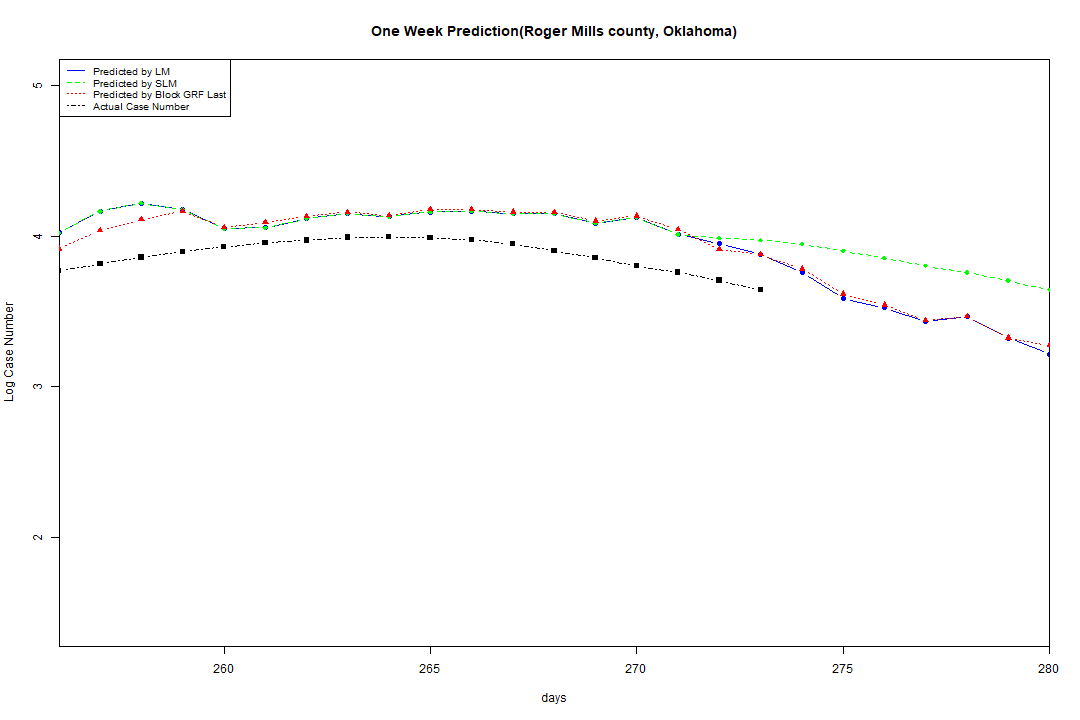 One Week Prediction(Roger Mills county, Oklahoma)
Predicted by LM
Predicted by SLM
Predicted by Block GRF Last
Actual Case Number
5
4
3
2
Log Case Number
260
265
270
275
280
days